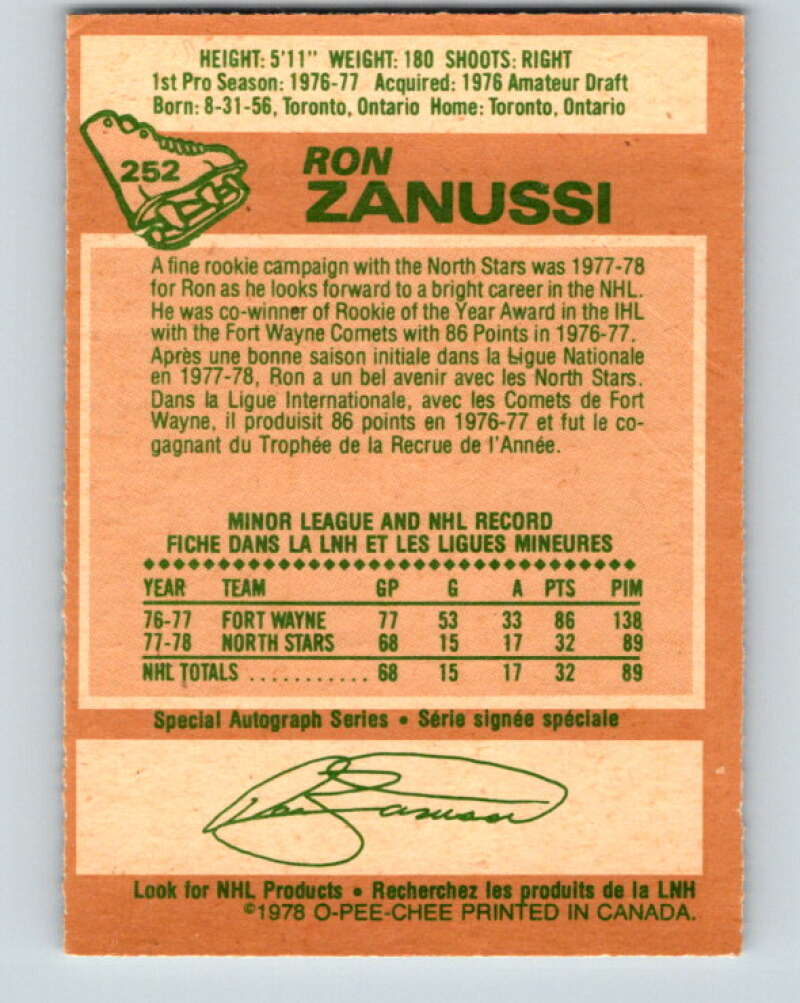 HEIGHT: 5'11" WEIGHT: 180 SHOOTS: RIGHT
1st Pro Season: 1976-77 Acquired: 1976 Amateur Draft
Born: 8-31-56, Toronto, Ontario Home: Toronto, Ontario
252
RON
ZANUSSI
A fine rookie campaign with the North Stars was 1977-78
for Ron as he looks forward to a bright career in the NHL.
He was co-winner of Rookie of the Year Award in the IHL
with the Fort Wayne Comets with 86 Points in 1976-77.
Après une bonne saison initiale dans la Ligue Nationale
en 1977-78, Ron a un bel avenir avec les North Stars.
Dans la Ligue Internationale, avec les Comets de Fort
Wayne, il produisit 86 points en 1976-77 et fut le co-
gagnant du Trophée de la Recrue de l'Année.
MINOR LEAGUE AND NHL RECORD
FICHE DANS LA LNH ET LES LIGUES MINEURES
YEAR TEAM GP G A PTS PIM
76-77 FORT WAYNE 77 53 33 86 138
77-78 NORTH STARS 68 15 17 32 89
NHL TOTALS ........... 68 15 17 32 89
Special Autograph Series • Série signée spéciale
Ron Zanussi
Look for NHL Products • Recherchez les produits de la LNH
©1978 O-PEE-CHEE PRINTED IN CANADA.